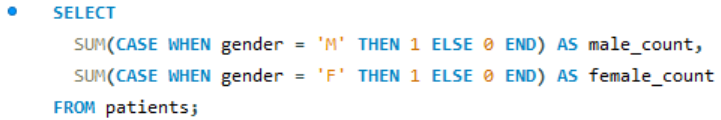 SELECT
SUM(CASE WHEN gender = 'M' THEN 1 ELSE 0 END) AS male_count,
SUM(CASE WHEN gender = 'F' THEN 1 ELSE 0 END) AS female_count
FROM patients;